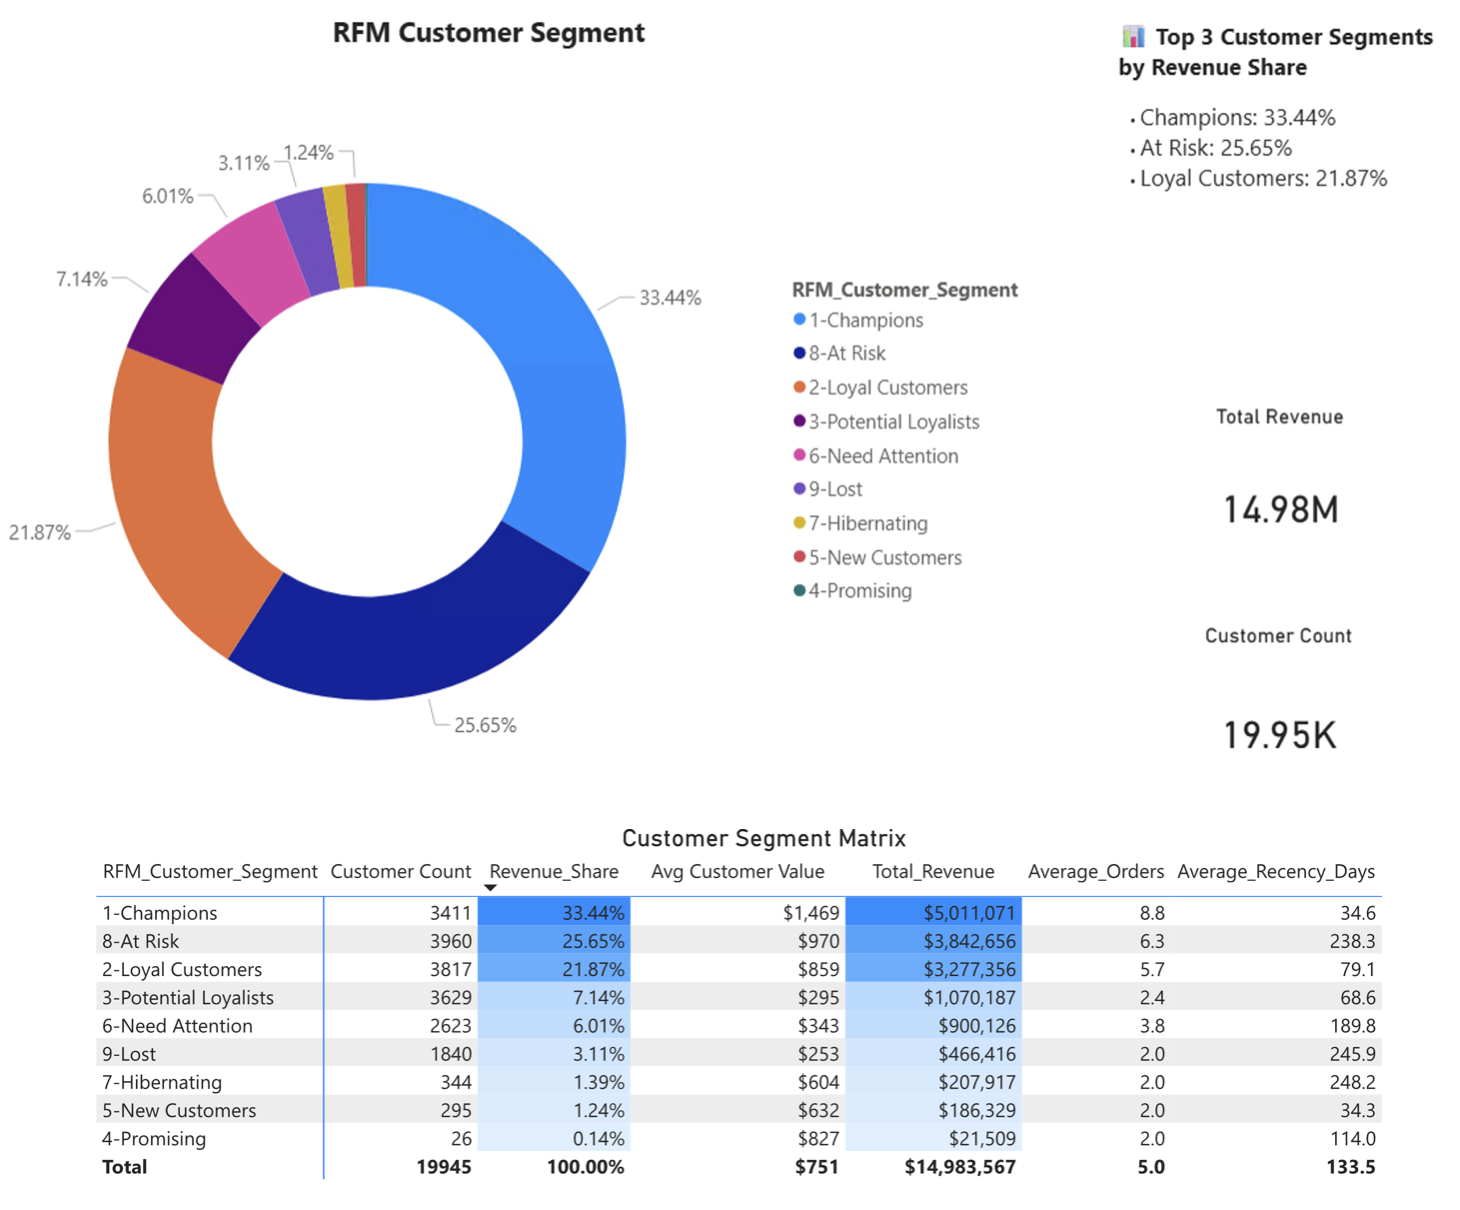 RFM Customer Segment
📊 Top 3 Customer Segments
by Revenue Share
• Champions: 33.44%
• At Risk: 25.65%
• Loyal Customers: 21.87%
1.24%
3.11%
6.01%
7.14%
33.44%
21.87%
25.65%
RFM_Customer_Segment
1-Champions
8-At Risk
2-Loyal Customers
3-Potential Loyalists
6-Need Attention
9-Lost
7-Hibernating
5-New Customers
4-Promising
Total Revenue
14.98M
Customer Count
19.95K
Customer Segment Matrix
RFM_Customer_Segment Customer Count Revenue_Share Avg Customer Value Total_Revenue Average_Orders Average_Recency_Days
1-Champions 3411 33.44% $1,469 $5,011,071 8.8 34.6
8-At Risk 3960 25.65% $970 $3,842,656 6.3 238.3
2-Loyal Customers 3817 21.87% $859 $3,277,356 5.7 79.1
3-Potential Loyalists 3629 7.14% $295 $1,070,187 2.4 68.6
6-Need Attention 2623 6.01% $343 $900,126 3.8 189.8
9-Lost 1840 3.11% $253 $466,416 2.0 245.9
7-Hibernating 344 1.39% $604 $207,917 2.0 248.2
5-New Customers 295 1.24% $632 $186,329 2.0 34.3
4-Promising 26 0.14% $827 $21,509 2.0 114.0
Total 19945 100.00% $751 $14,983,567 5.0 133.5